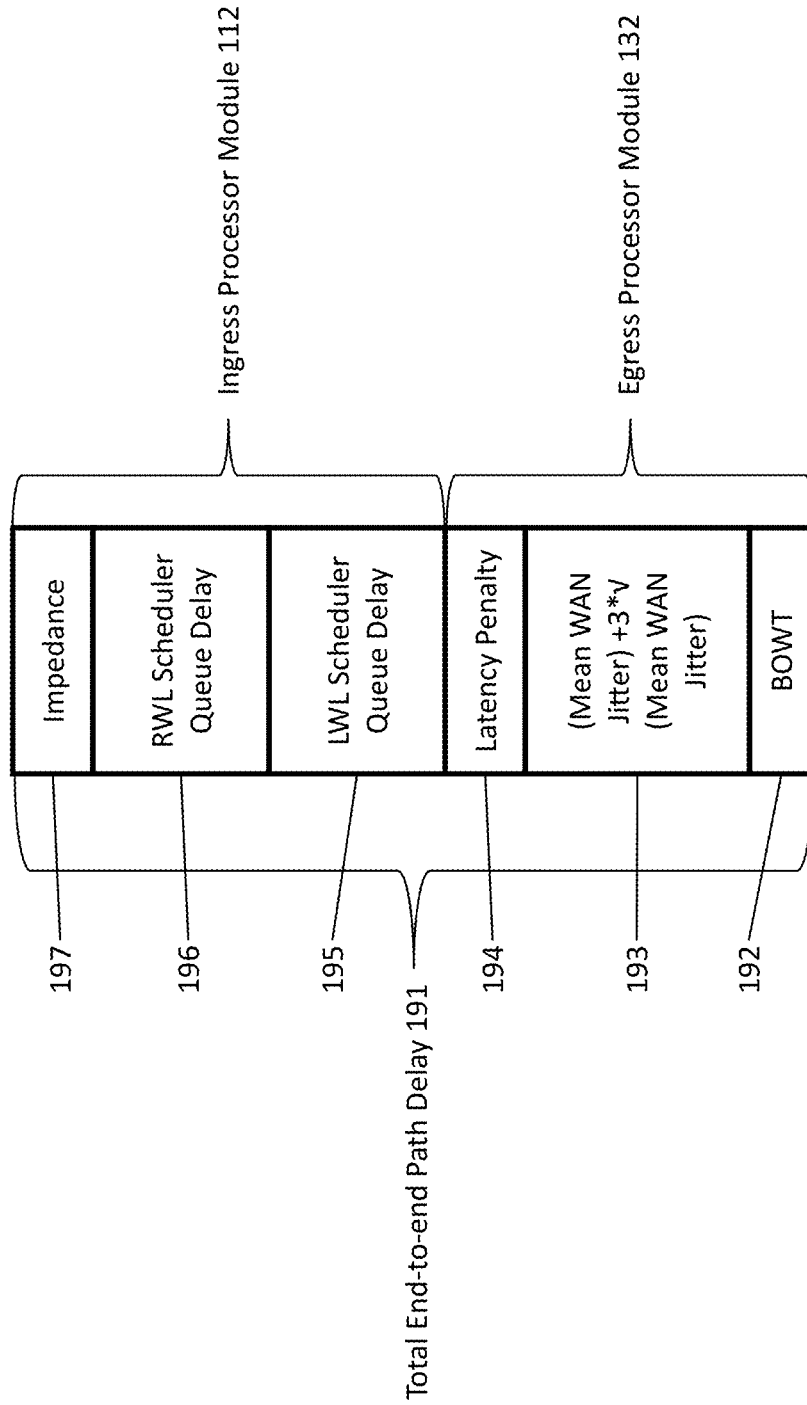 Total End-to-end Path Delay 191
197
196
195
194
193
192
Impedance
RWL Scheduler
Queue Delay
LWL Scheduler
Queue Delay
Latency Penalty
(Mean WAN
Jitter) +3*√
(Mean WAN
Jitter)
BOWT
Ingress Processor Module 112
Egress Processor Module 132